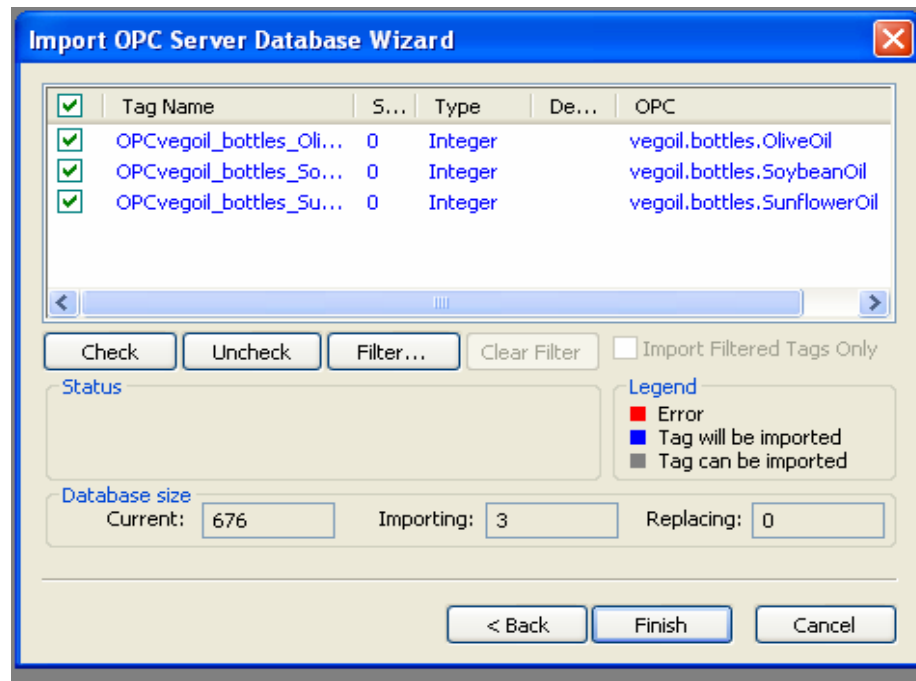 Import OPC Server Database Wizard
Tag Name S... Type De... OPC
OPCvegoil_bottles_Oli... 0 Integer vegoil.bottles.OliveOil
OPCvegoil_bottles_So... 0 Integer vegoil.bottles.SoybeanOil
OPCvegoil_bottles_Su... 0 Integer vegoil.bottles.SunflowerOil
Check Uncheck Filter... Clear Filter Import Filtered Tags Only
Status Legend
Error
Tag will be imported
Tag can be imported
Database size
Current: 676 Importing: 3 Replacing: 0
< Back Finish Cancel